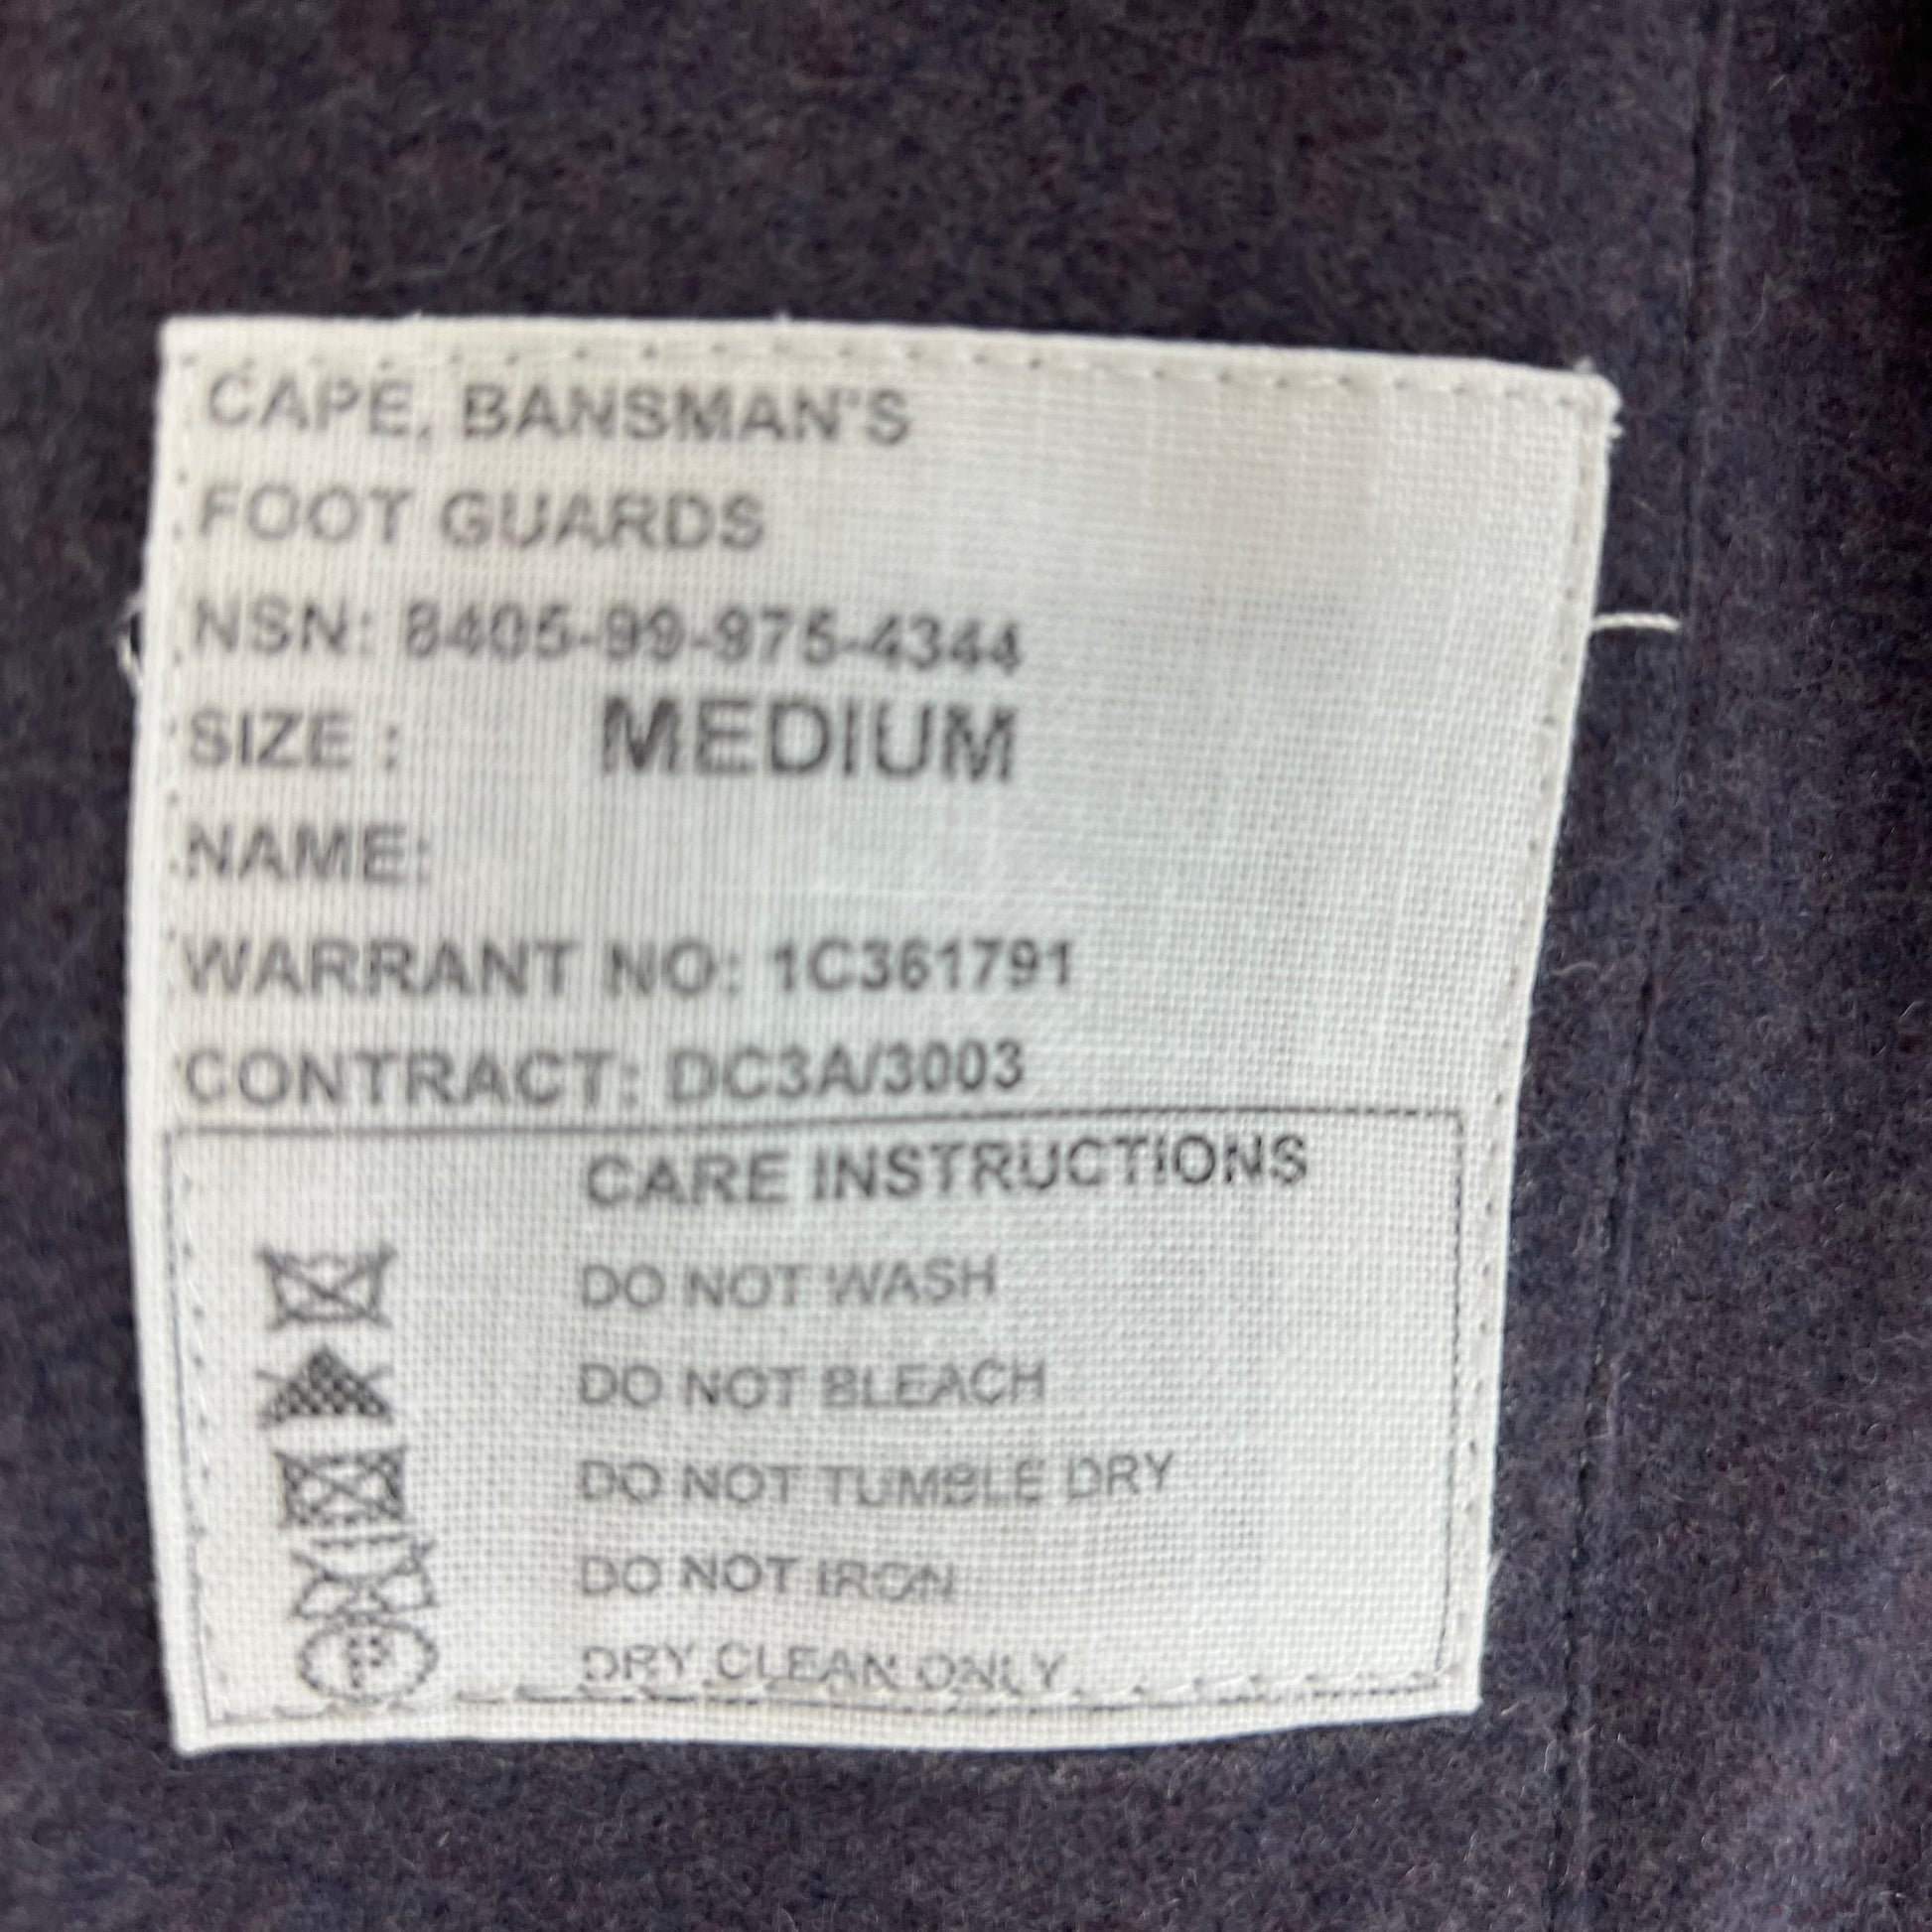 CAPE, BANSMAN'S
FOOT GUARDS
NSN: 8405-99-975-4344
SIZE : MEDIUM
NAME:
WARRANT NO: 1C361791
CONTRACT: DC3A/3003
CARE INSTRUCTIONS
DO NOT WASH
DO NOT BLEACH
DO NOT TUMBLE DRY
DO NOT IRON
DRY CLEAN ONLY